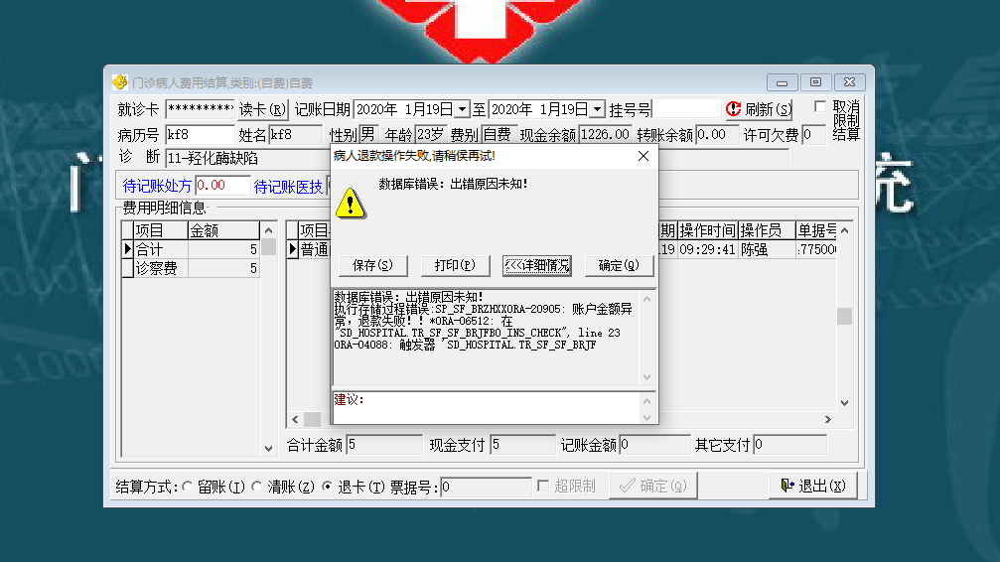 门诊病人费用结算,类别:(自费)自费
就诊卡 ********** 读卡(R) 记账日期 2020年 1月19日 至 2020年 1月19日 挂号号 刷新(S) 取消限制结算
病历号 kf8 姓名 kf8 性别 男 年龄 23岁 费别 自费 现金余额 1226.00 转账余额 0.00 许可欠费 0
诊 断 11-羟化酶缺陷
待记账处方 0.00 待记账医技
费用明细信息
项目 金额
合计 5
诊察费 5
项目
普通
期 操作时间 操作员 单据号
19 09:29:41 陈强 77500
病人退款操作失败,请稍侯再试!
数据库错误: 出错原因未知!
保存(S) 打印(P) <<<详细情况 确定(Q)
数据库错误: 出错原因未知!
执行存储过程错误:SP_SF_BRZHXXORA-20905: 账户金额异
常, 退款失败!!*ORA-06512: 在
"SD_HOSPITAL.TR_SF_SF_BRJFB0_INS_CHECK", line 23
ORA-04088: 触发器 'SD_HOSPITAL.TR_SF_SF_BRJF
建议:
合计金额 5 现金支付 5 记账金额 0 其它支付 0
结算方式: 留账(I) 清账(Z) 退卡(T) 票据号: 0 超限制 确定(Q) 退出(X)
门
充